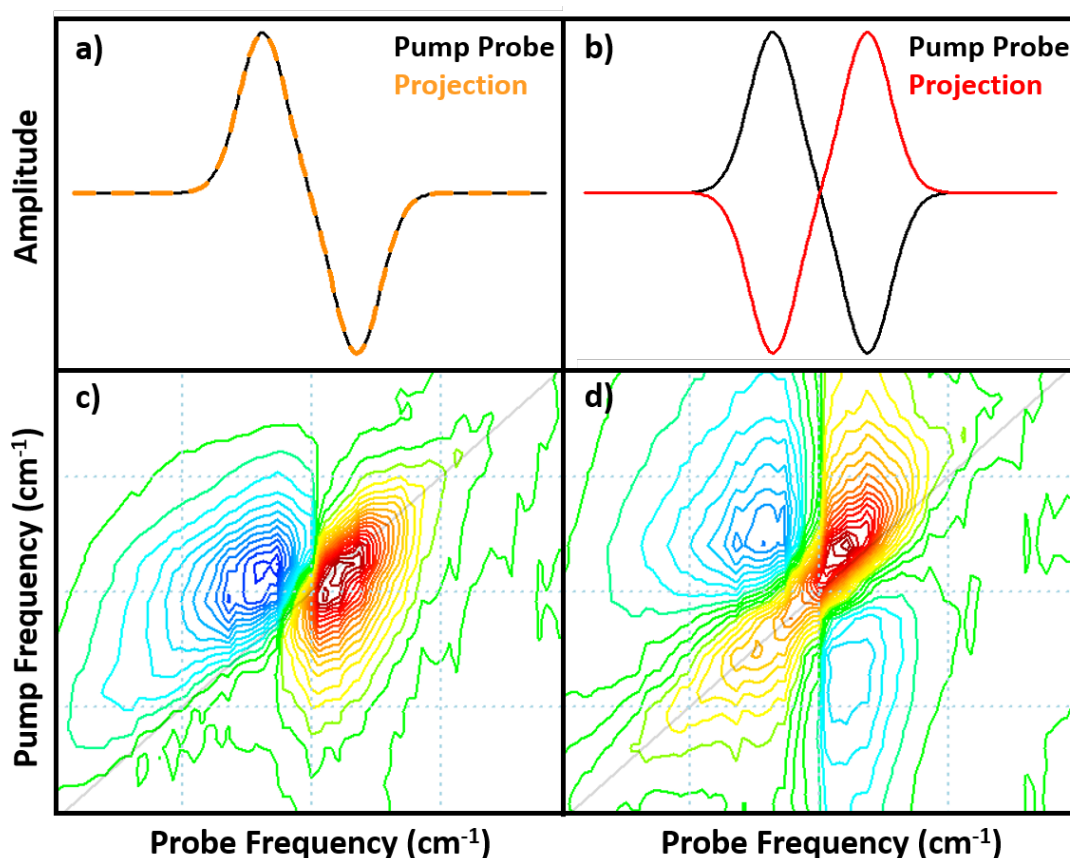 a)
Pump Probe
Projection
b)
Pump Probe
Projection
Amplitude
c)
d)
Pump Frequency (cm⁻¹)
Probe Frequency (cm⁻¹)
Probe Frequency (cm⁻¹)